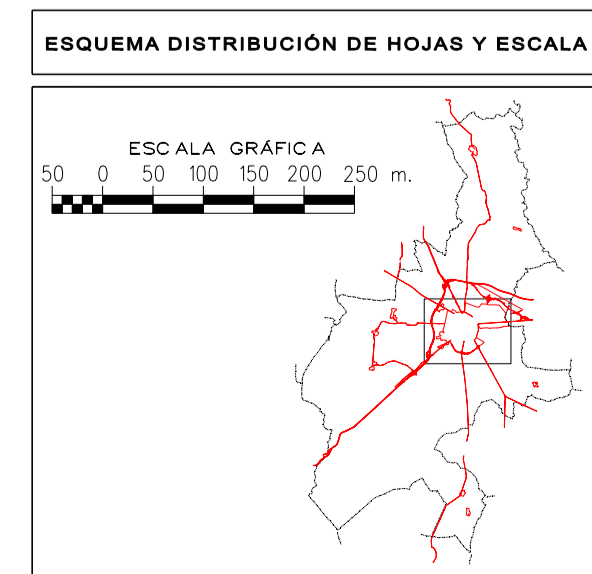 ESQUEMA DISTRIBUCIÓN DE HOJAS Y ESCALA
ESCALA GRÁFICA
50 0 50 100 150 200 250 m.